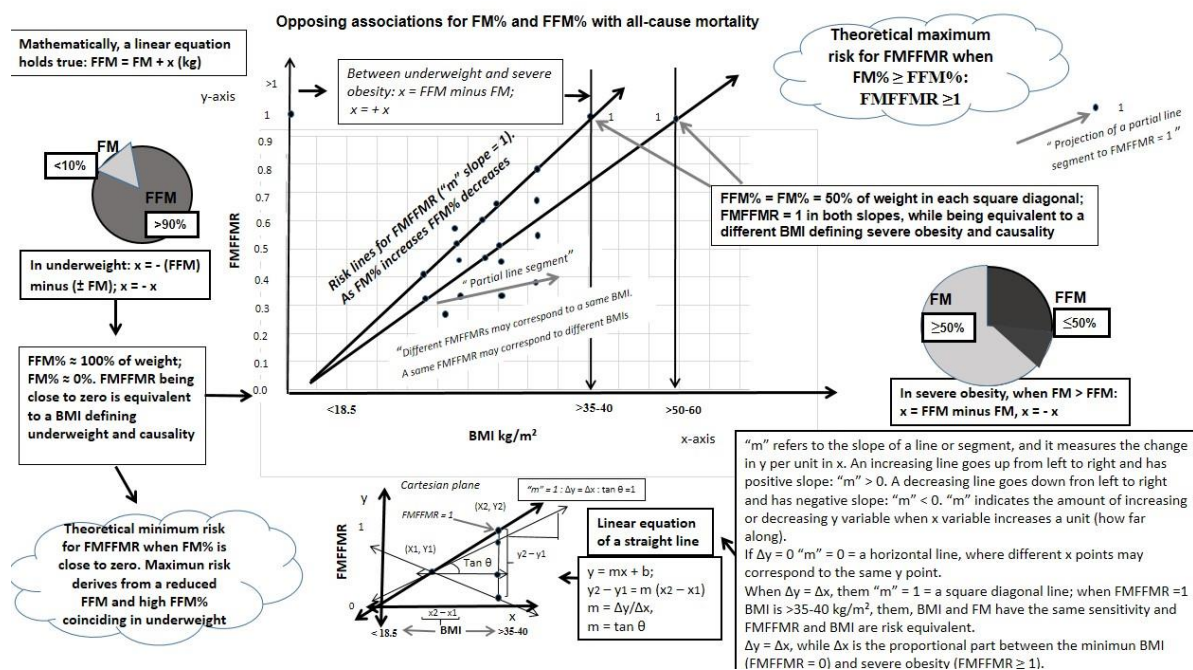 Opposing associations for FM% and FFM% with all-cause mortality
Mathematically, a linear equation
holds true: FFM = FM + x (kg)
y-axis
FM
<10%
FFM
>90%
In underweight: x = - (FFM)
minus (± FM); x = - x
FFM% ≈ 100% of weight;
FM% ≈ 0%. FMFFMR being
close to zero is equivalent
to a BMI defining
underweight and causality
Theoretical minimum risk
for FMFFMR when FM% is
close to zero. Maximun risk
derives from a reduced
FFM and high FFM%
coinciding in underweight
>1
1
0.9
0.8
0.7
0.6
0.5
0.4
0.3
0.2
0.1
0.0
FMFFMR
Between underweight and severe
obesity: x = FFM minus FM;
x = + x
1
1
Risk lines for FMFFMR ("m" slope = 1).
As FM% increases FFM% decreases
"Partial line segment"
"Different FMFFMRs may correspond to a same BMI.
A same FMFFMR may correspond to different BMIs
<18.5
>35-40
>50-60
BMI kg/m²
x-axis
Theoretical maximum
risk for FMFFMR when
FM% ≥ FFM%:
FMFFMR ≥1
1
"Projection of a partial line
segment to FMFFMR = 1"
FFM% = FM% = 50% of weight in each square diagonal;
FMFFMR = 1 in both slopes, while being equivalent to a
different BMI defining severe obesity and causality
FM
≥50%
FFM
≤50%
In severe obesity, when FM > FFM:
x = FFM minus FM, x = - x
"m" refers to the slope of a line or segment, and it measures the change
in y per unit in x. An increasing line goes up from left to right and has
positive slope: "m" > 0. A decreasing line goes down fron left to right
and has negative slope: "m" < 0. "m" indicates the amount of increasing
or decreasing y variable when x variable increases a unit (how far
along).
If Δy = 0 "m" = 0 = a horizontal line, where different x points may
correspond to the same y point.
When Δy = Δx, them "m" = 1 = a square diagonal line; when FMFFMR =1
BMI is >35-40 kg/m², them, BMI and FM have the same sensitivity and
FMFFMR and BMI are risk equivalent.
Δy = Δx, while Δx is the proportional part between the minimun BMI
(FMFFMR = 0) and severe obesity (FMFFMR ≥ 1).
y
Cartesian plane
"m" = 1 : Δy = Δx : tan θ =1
FMFFMR = 1
(X2, Y2)
1
(X1, Y1)
Tan θ
y2 – y1
FMFFMR
0
x2 – x1
x
< 18.5
BMI
>35-40
Linear equation
of a straight line
y = mx + b;
y2 – y1 = m (x2 – x1)
m = Δy/Δx,
m = tan θ